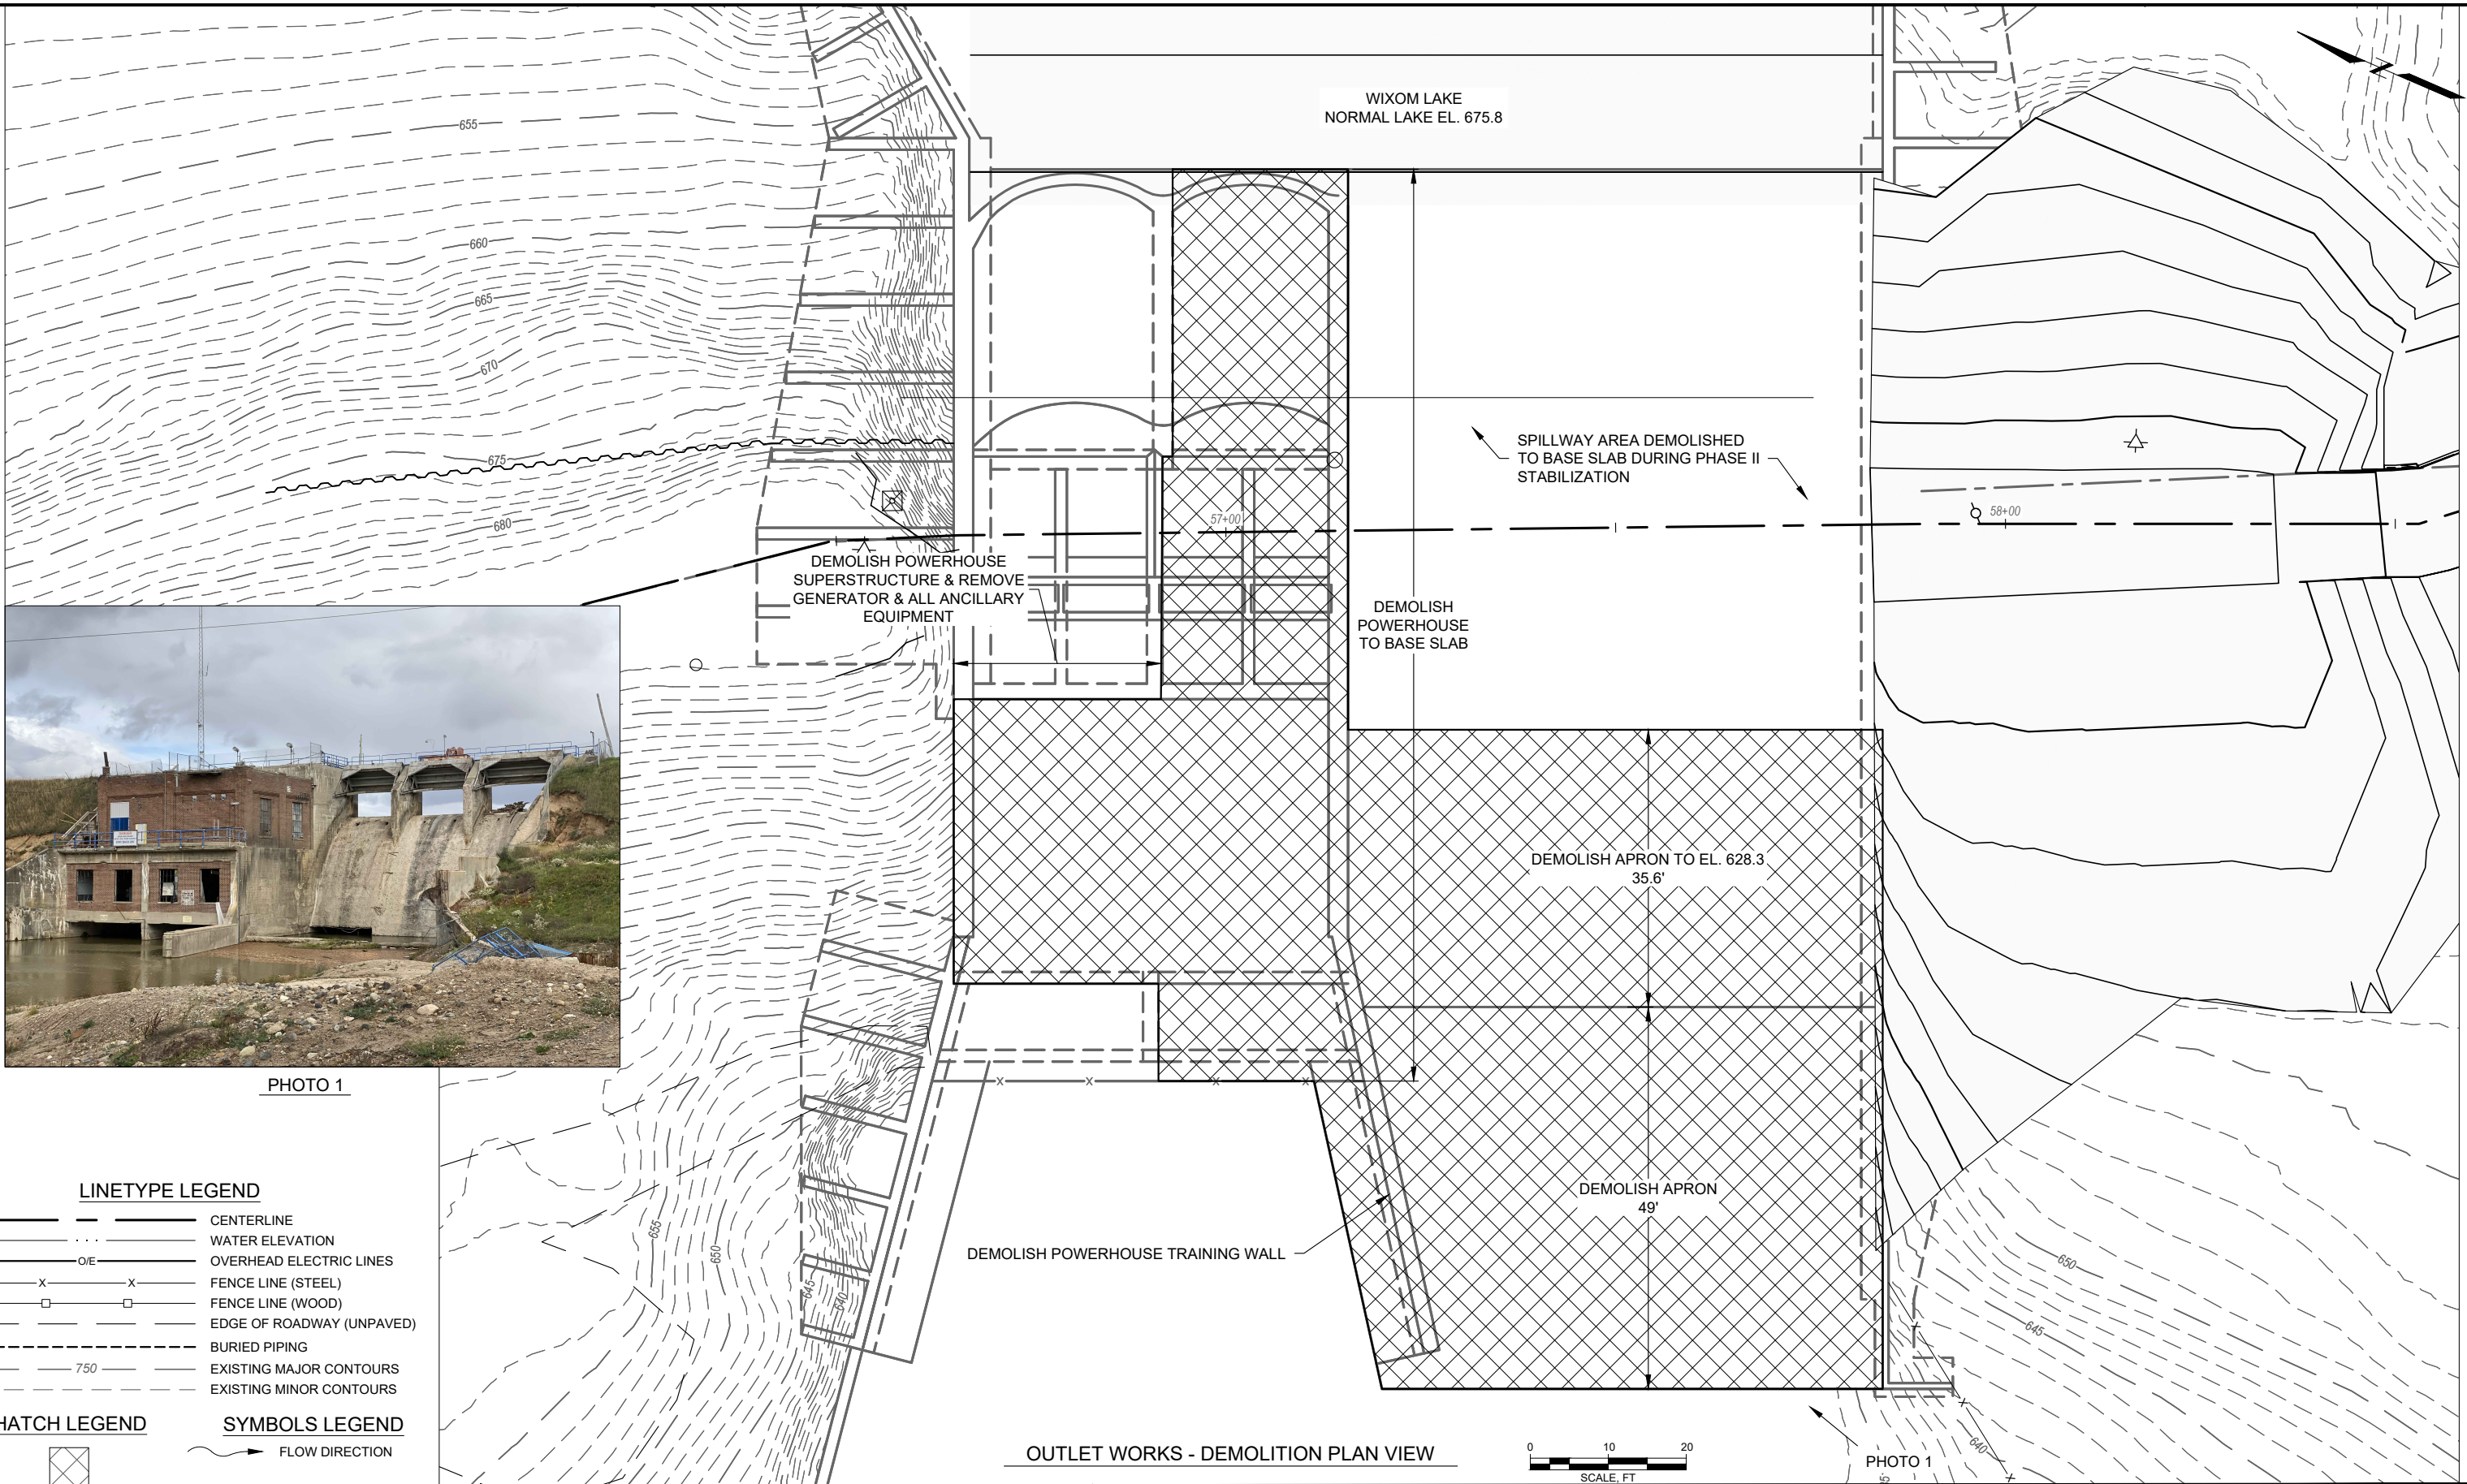 WIXOM LAKE
NORMAL LAKE EL. 675.8
655
660
665
670
675
680
SPILLWAY AREA DEMOLISHED
TO BASE SLAB DURING PHASE II
STABILIZATION
57+00
58+00
DEMOLISH POWERHOUSE
SUPERSTRUCTURE & REMOVE
GENERATOR & ALL ANCILLARY
EQUIPMENT
DEMOLISH
POWERHOUSE
TO BASE SLAB
DEMOLISH APRON TO EL. 628.3
35.6'
PHOTO 1
X X X X
DEMOLISH APRON
49'
DEMOLISH POWERHOUSE TRAINING WALL
655
650
645
640
650
645
640
LINETYPE LEGEND
CENTERLINE
WATER ELEVATION
O/E OVERHEAD ELECTRIC LINES
X X FENCE LINE (STEEL)
FENCE LINE (WOOD)
EDGE OF ROADWAY (UNPAVED)
BURIED PIPING
750 EXISTING MAJOR CONTOURS
EXISTING MINOR CONTOURS
HATCH LEGEND
SYMBOLS LEGEND
FLOW DIRECTION
OUTLET WORKS - DEMOLITION PLAN VIEW
0 10 20
SCALE, FT
PHOTO 1